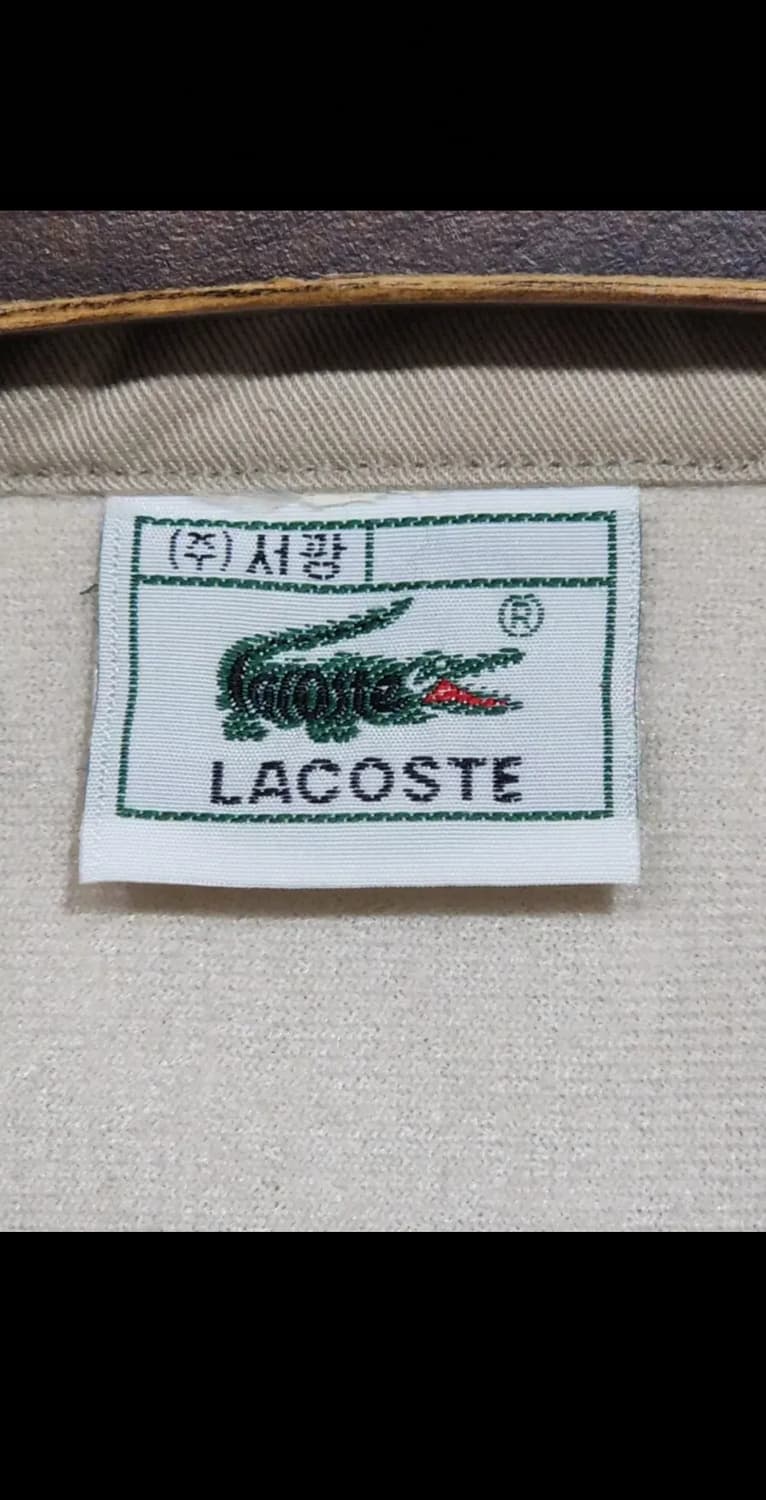 (주) 서광
®
Lacoste
LACOSTE